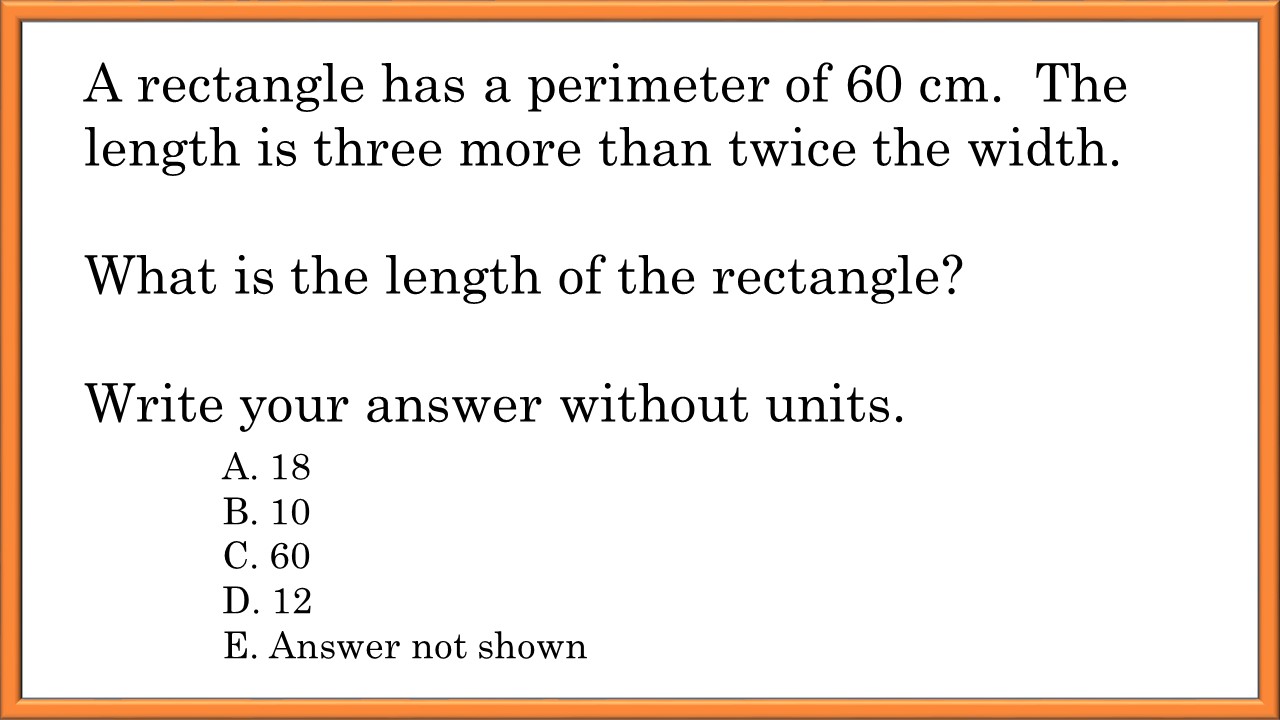 A rectangle has a perimeter of 60 cm.  The
length is three more than twice the width.
What is the length of the rectangle?
Write your answer without units.
A. 18
B. 10
C. 60
D. 12
E. Answer not shown